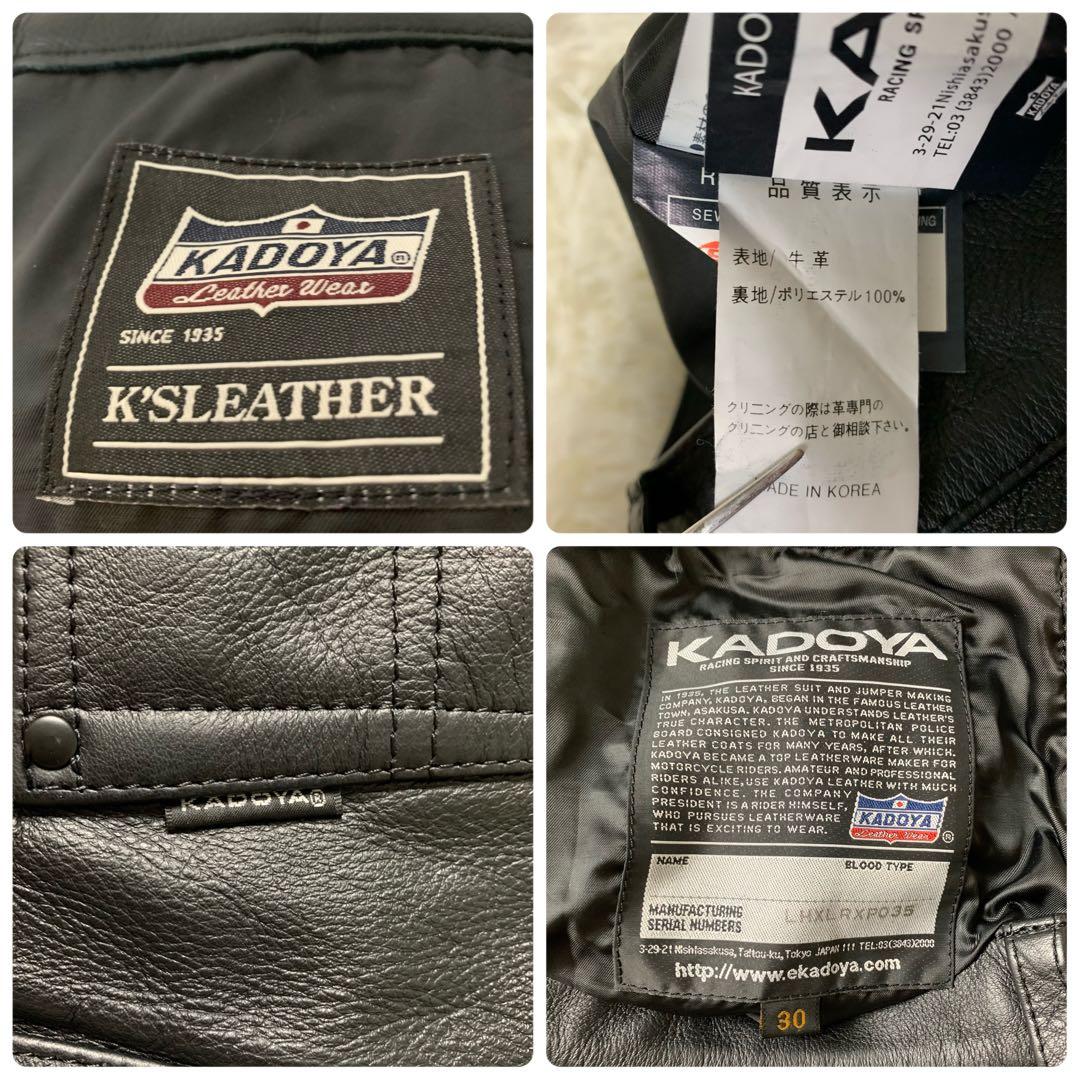 KADOYA®
Leather Wear
SINCE 1935
K'SLEATHER
KADO
KA
RACING SP
3-29-21 Nishiasakus
TEL:03(3843)2000
KADOYA
品質表示
SEW
ING
表地/ 牛革
裏地/ポリエステル100%
クリニングの際は革専門の
クリニングの店と御相談下さい。
ADE IN KOREA
KADOYA®
KADOYA
RACING SPIRIT AND CRAFTSMANSHIP
SINCE 1935
IN 1935, THE LEATHER SUIT AND JUMPER MAKING
COMPANY, KADOYA, BEGAN IN THE FAMOUS LEATHER
TOWN, ASAKUSA. KADOYA UNDERSTANDS LEATHER'S
TRUE CHARACTER. THE METROPOLITAN POLICE
BOARD CONSIGNED KADOYA TO MAKE ALL THEIR
LEATHER COATS FOR MANY YEARS, AFTER WHICH,
KADOYA BECAME A TOP LEATHERWARE MAKER FOR
MOTORCYCLE RIDERS. AMATEUR AND PROFESSIONAL
RIDERS ALIKE, USE KADOYA LEATHER WITH MUCH
CONFIDENCE. THE COMPANY
PRESIDENT IS A RIDER HIMSELF,
WHO PURSUES LEATHERWARE
THAT IS EXCITING TO WEAR.
KADOYA
Leather Wear ®
NAME
BLOOD TYPE
MANUFACTURING
SERIAL NUMBERS
LHXLRXP035
3-29-21 Nishiasakusa, Taitou-ku, Tokyo JAPAN 111 TEL:03(3843)2000
http://www.ekadoya.com
30